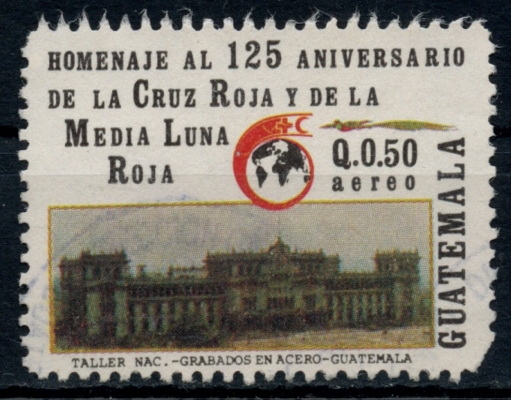 HOMENAJE AL 125 ANIVERSARIO
DE LA CRUZ ROJA Y DE LA
MEDIA LUNA
ROJA
Q.0.50
aereo
GUATEMALA
TALLER NAC.-GRABADOS EN ACERO-GUATEMALA